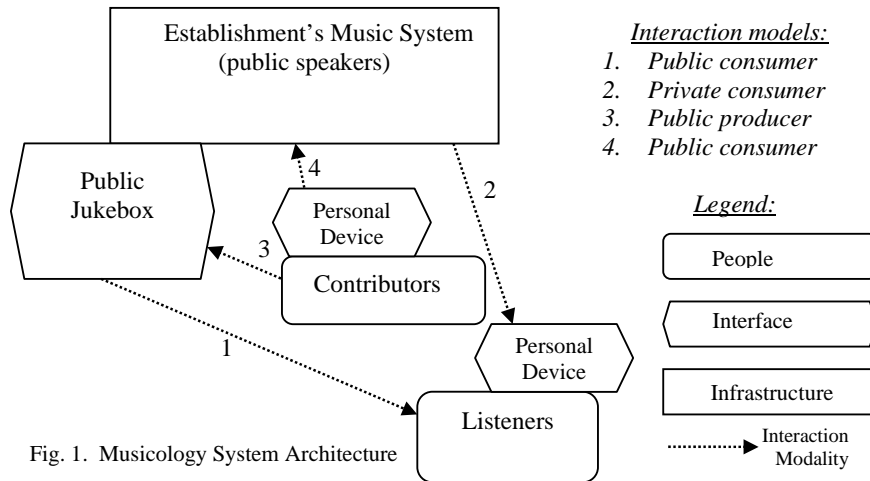 Establishment's Music System
(public speakers)
Public
Jukebox
4
Personal
Device
3
Contributors
2
1
Personal
Device
Listeners
Interaction models:
1. Public consumer
2. Private consumer
3. Public producer
4. Public consumer
Legend:
People
Interface
Infrastructure
Interaction
Modality
Fig. 1. Musicology System Architecture